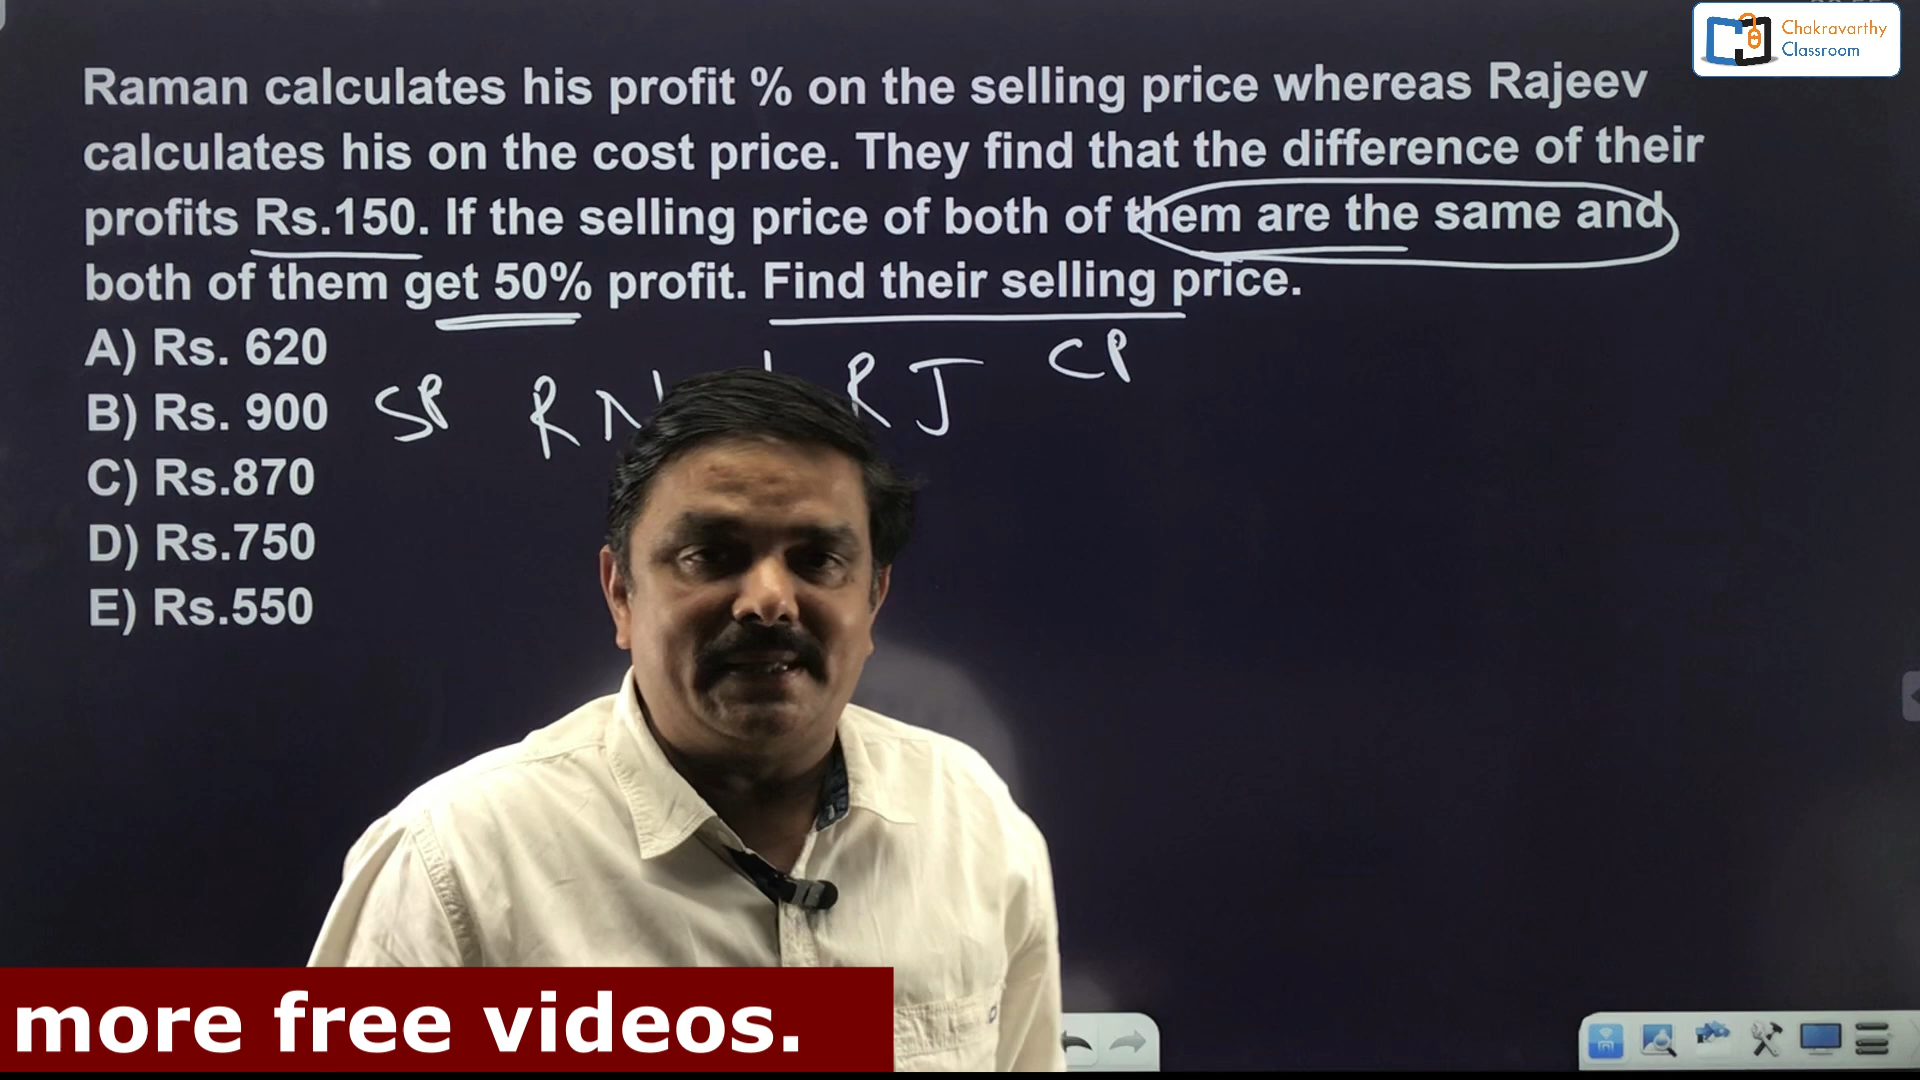 Chakravarthy
Classroom
Raman calculates his profit % on the selling price whereas Rajeev
calculates his on the cost price. They find that the difference of their
profits Rs.150. If the selling price of both of them are the same and
both of them get 50% profit. Find their selling price.
A) Rs. 620
B) Rs. 900
C) Rs.870
D) Rs.750
E) Rs.550
SP RN RJ CP
more free videos.